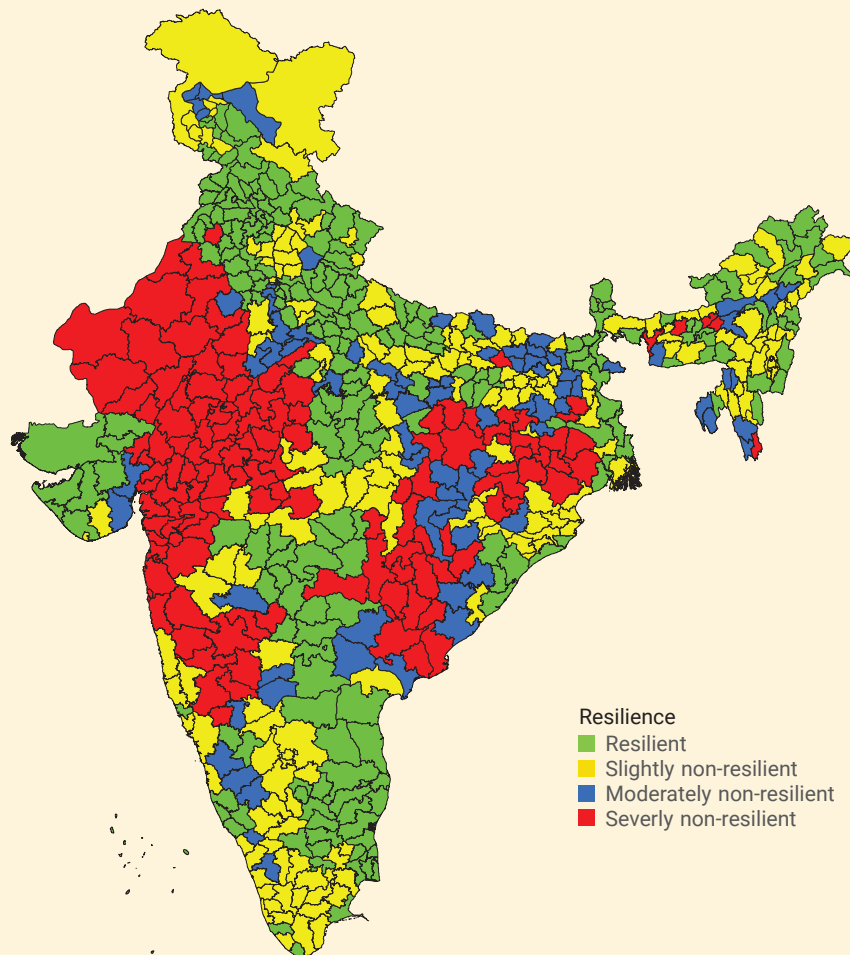 Resilience
Resilient
Slightly non-resilient
Moderately non-resilient
Severly non-resilient